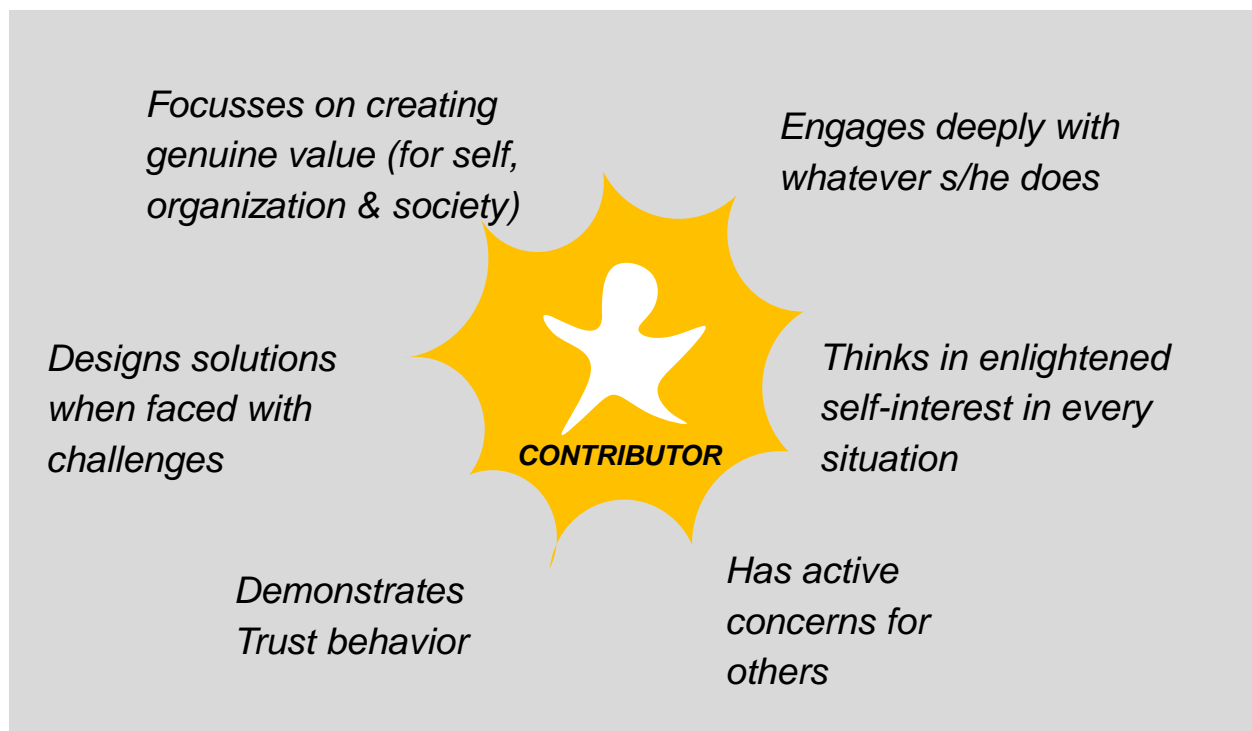 Focusses on creating
genuine value (for self,
organization & society)
Engages deeply with
whatever s/he does
Designs solutions
when faced with
challenges
Thinks in enlightened
self-interest in every
situation
CONTRIBUTOR
Demonstrates
Trust behavior
Has active
concerns for
others